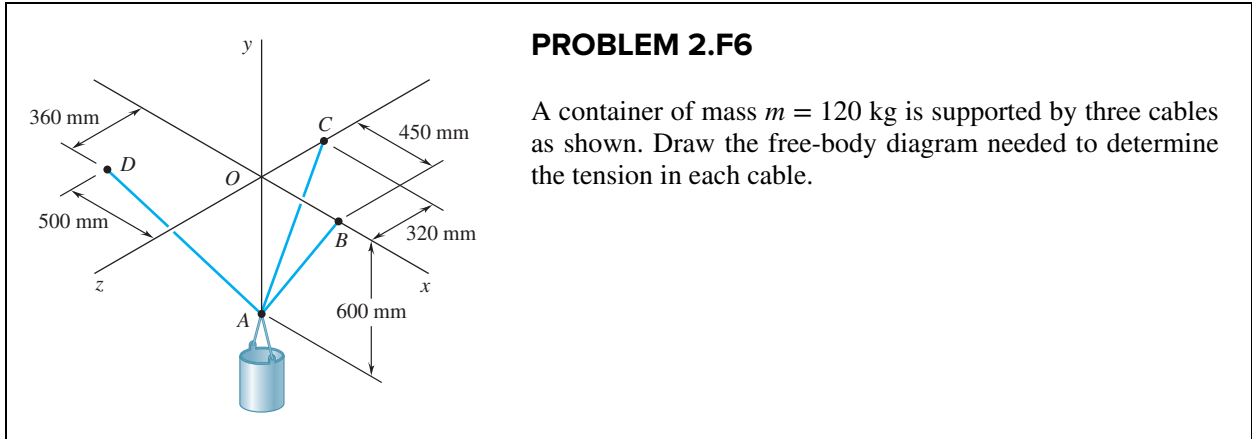 PROBLEM 2.F6
A container of mass m = 120 kg is supported by three cables
as shown. Draw the free-body diagram needed to determine
the tension in each cable.
y
360 mm
C
450 mm
D
O
500 mm
B
320 mm
z
x
600 mm
A